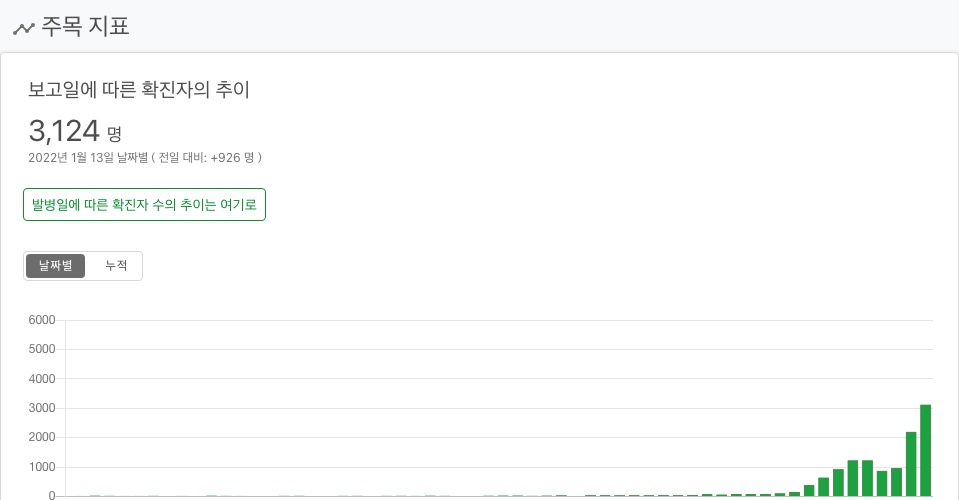 주목 지표
보고일에 따른 확진자의 추이
3,124 명
2022년 1월 13일 날짜별 ( 전일 대비: +926 명 )
발병일에 따른 확진자 수의 추이는 여기로
날짜별 누적
6000
5000
4000
3000
2000
1000
0